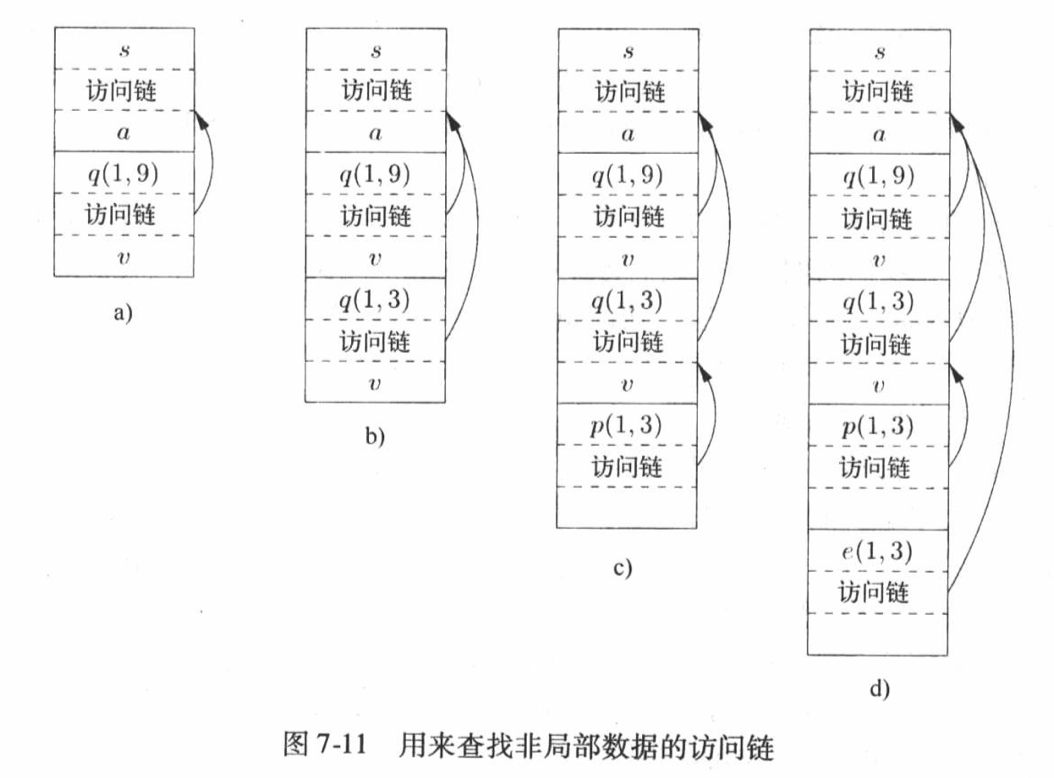 s
访问链
a
q(1, 9)
访问链
v
a)
s
访问链
a
q(1, 9)
访问链
v
q(1, 3)
访问链
v
b)
s
访问链
a
q(1, 9)
访问链
v
q(1, 3)
访问链
v
p(1, 3)
访问链
c)
s
访问链
a
q(1, 9)
访问链
v
q(1, 3)
访问链
v
p(1, 3)
访问链
e(1, 3)
访问链
d)
图 7-11 用来查找非局部数据的访问链